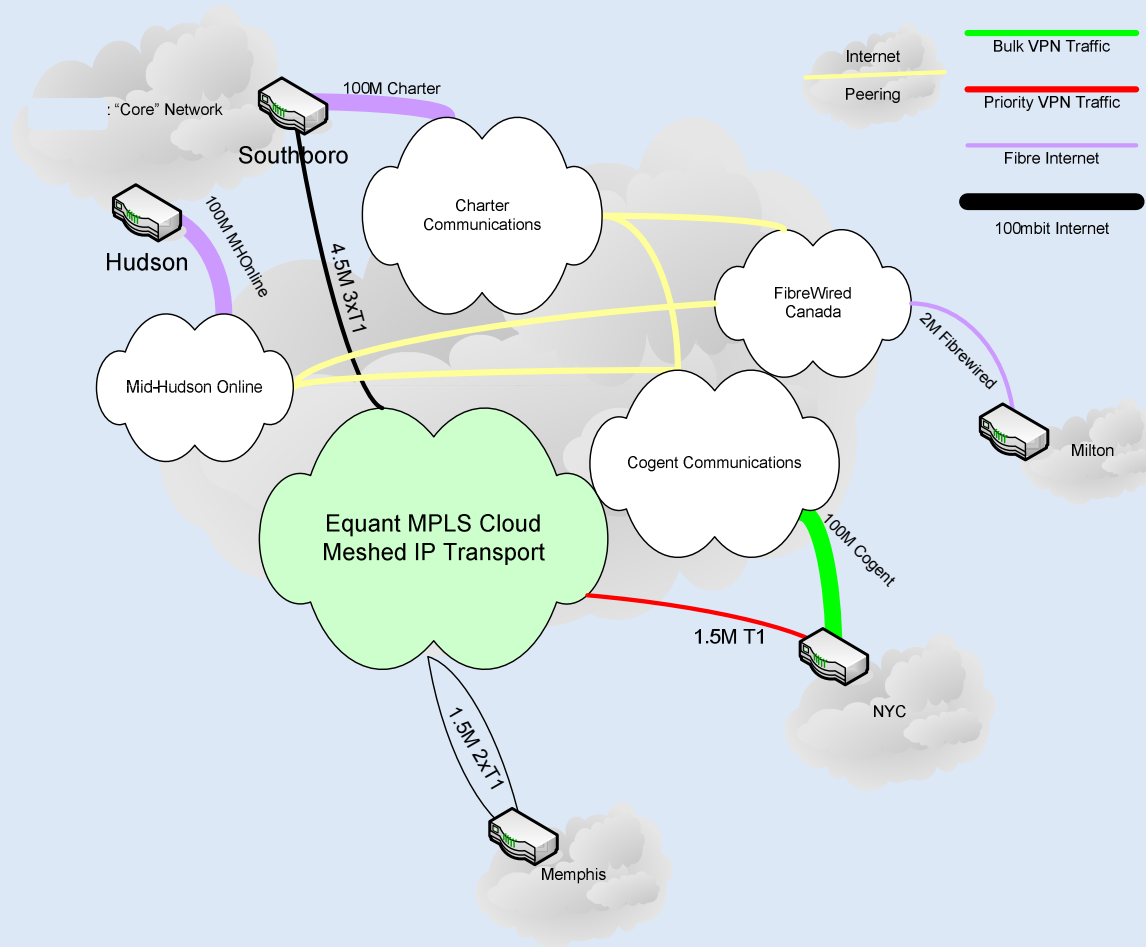 Internet
Peering
Bulk VPN Traffic
Priority VPN Traffic
Fibre Internet
100mbit Internet
"Core" Network
Southboro
100M Charter
Hudson
100M MHOnline
4.5M 3xT1
Charter
Communications
FibreWired
Canada
2M Fibrewired
Mid-Hudson Online
Milton
Cogent Communications
100M Cogent
Equant MPLS Cloud
Meshed IP Transport
1.5M T1
NYC
1.5M 2xT1
Memphis